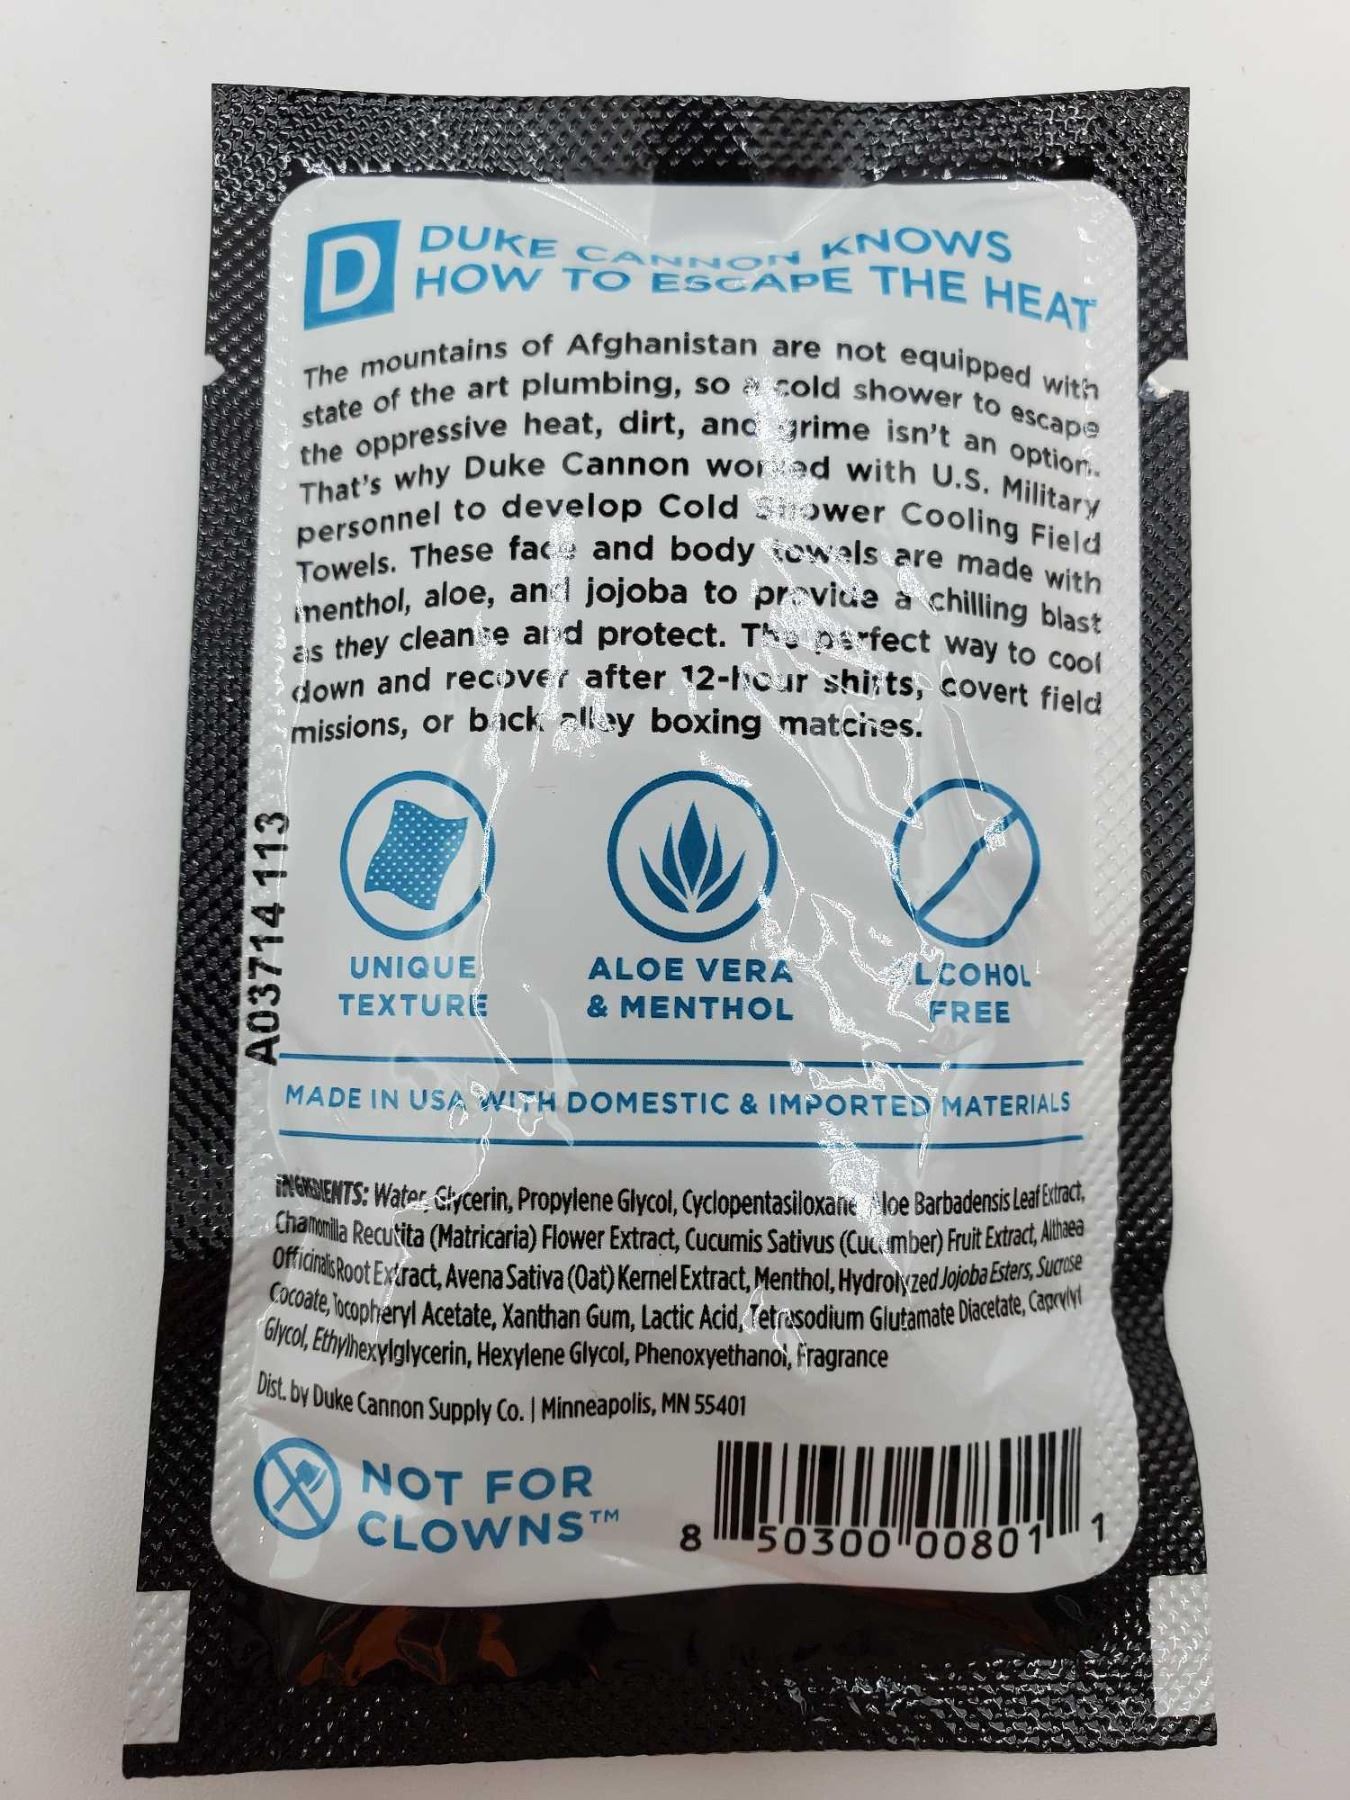 D
DUKE CANNON KNOWS
HOW TO ESCAPE THE HEAT
The mountains of Afghanistan are not equipped with
state of the art plumbing, so a cold shower to escape
the oppressive heat, dirt, and grime isn't an option.
That's why Duke Cannon worked with U.S. Military
personnel to develop Cold Shower Cooling Field
Towels. These face and body towels are made with
menthol, aloe, and jojoba to provide a chilling blast
as they cleanse and protect. The perfect way to cool
down and recover after 12-hour shifts, covert field
missions, or back alley boxing matches.
UNIQUE
TEXTURE
ALOE VERA
& MENTHOL
ALCOHOL
FREE
A03714 113
MADE IN USA WITH DOMESTIC & IMPORTED MATERIALS
INGREDIENTS: Water, Glycerin, Propylene Glycol, Cyclopentasiloxane, Aloe Barbadensis Leaf Extract,
Chamomilla Recutita (Matricaria) Flower Extract, Cucumis Sativus (Cucumber) Fruit Extract, Althaea
Officinalis Root Extract, Avena Sativa (Oat) Kernel Extract, Menthol, Hydrolyzed Jojoba Esters, Sucrose
Cocoate, Tocopheryl Acetate, Xanthan Gum, Lactic Acid, Tetrasodium Glutamate Diacetate, Caprylyl
Glycol, Ethylhexylglycerin, Hexylene Glycol, Phenoxyethanol, Fragrance
Dist. by Duke Cannon Supply Co. | Minneapolis, MN 55401
NOT FOR
CLOWNS™
8 50300 00801 1